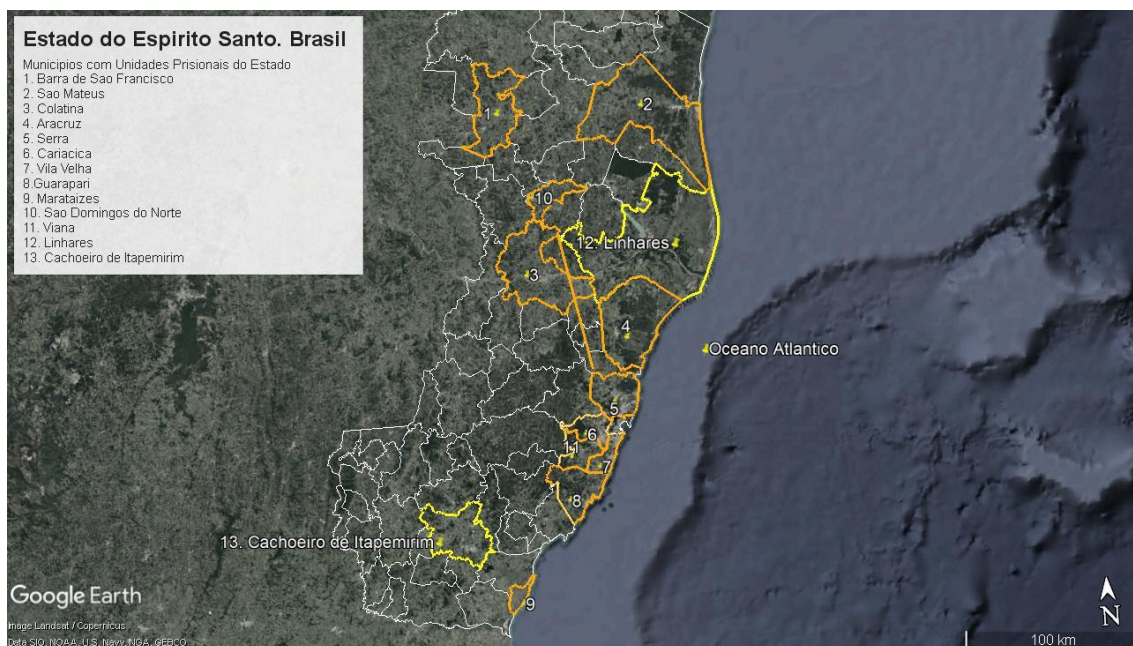 Estado do Espirito Santo. Brasil
Municipios com Unidades Prisionais do Estado
1. Barra de Sao Francisco
2. Sao Mateus
3. Colatina
4. Aracruz
5. Serra
6. Cariacica
7. Vila Velha
8.Guarapari
9. Marataizes
10. Sao Domingos do Norte
11. Viana
12. Linhares
13. Cachoeiro de Itapemirim
1
2
10
12. Linhares
3
4
Oceano Atlantico
5
6
11
7
8
13. Cachoeiro de Itapemirim
9
Google Earth
Image Landsat / Copernicus
Data SIO, NOAA, U.S. Navy, NGA, GEBCO
N
100 km